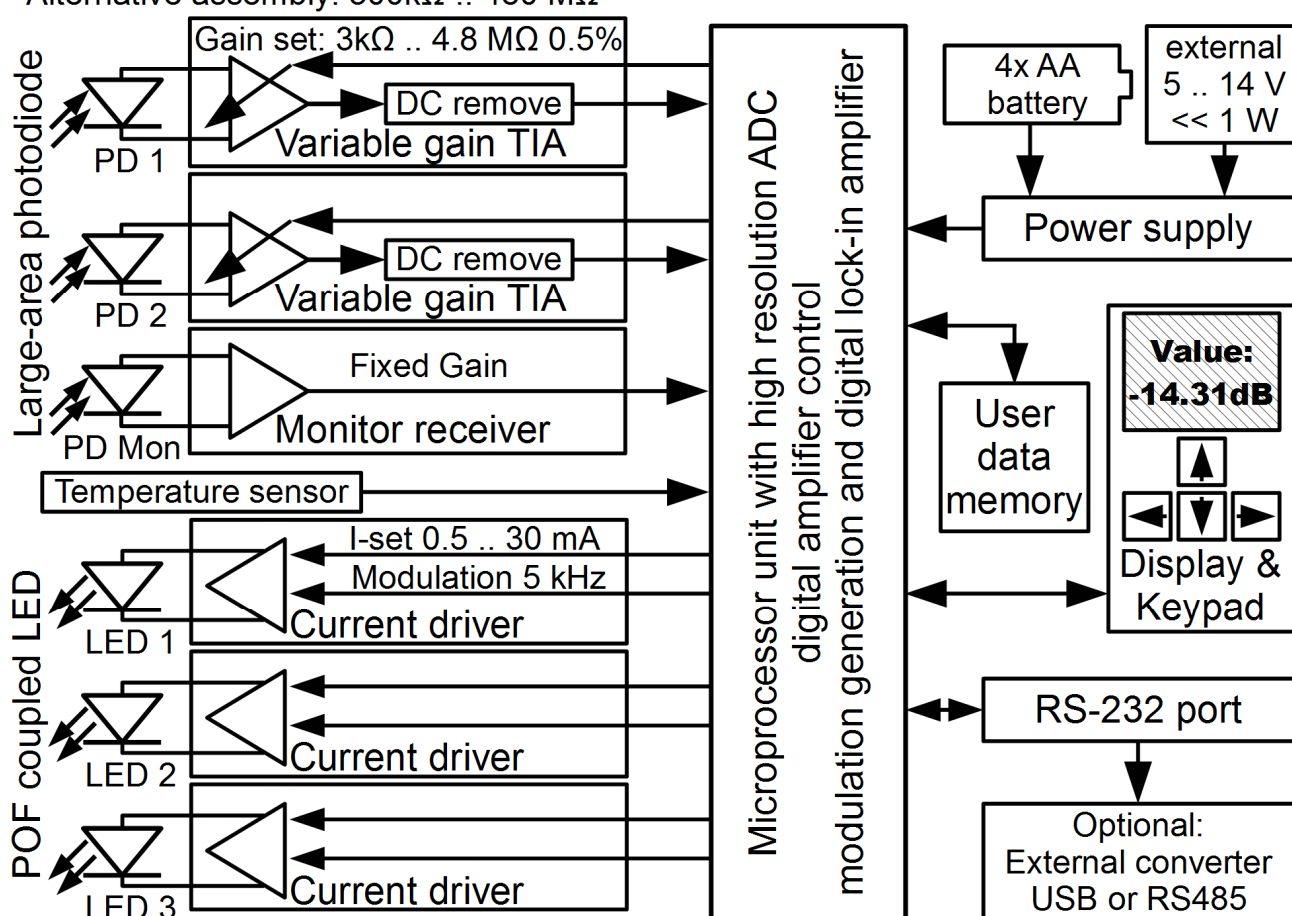 Alternative assembly:
Gain set: 3kΩ .. 4.8 MΩ 0.5%
DC remove
Variable gain TIA
PD 1
DC remove
Variable gain TIA
PD 2
Fixed Gain
Monitor receiver
PD Mon
Large-area photodiode
Temperature sensor
I-set 0.5 .. 30 mA
Modulation 5 kHz
Current driver
LED 1
Current driver
LED 2
Current driver
LED 3
POF coupled LED
Microprocessor unit with high resolution ADC
digital amplifier control
modulation generation and digital lock-in amplifier
4x AA
battery
external
5 .. 14 V
<< 1 W
Power supply
User
data
memory
Value:
-14.31dB
Display &
Keypad
RS-232 port
Optional:
External converter
USB or RS485